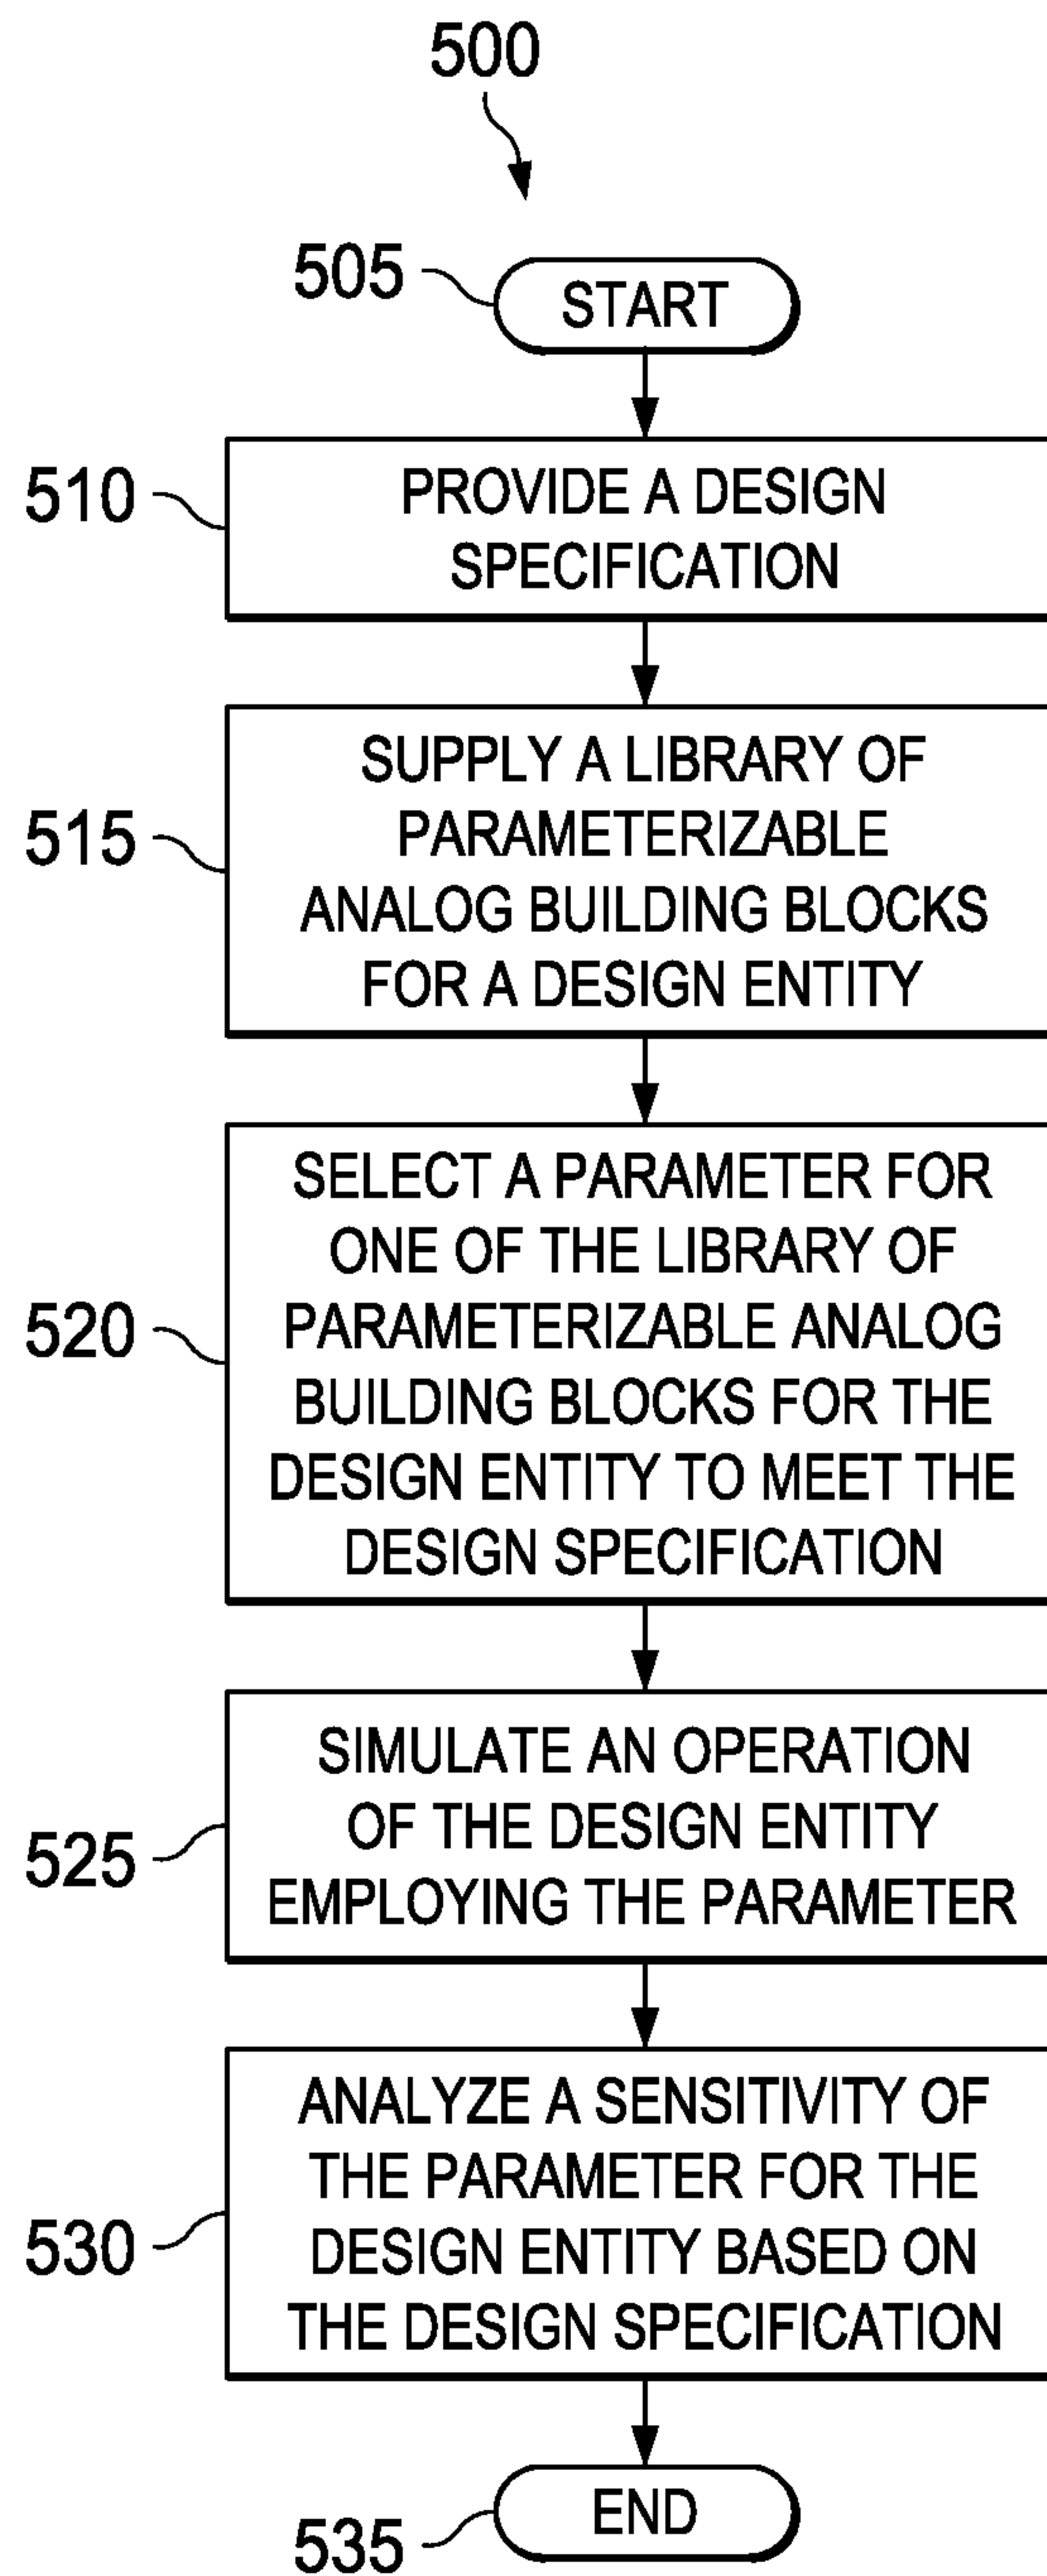 500
505
START
510
PROVIDE A DESIGN
SPECIFICATION
515
SUPPLY A LIBRARY OF
PARAMETERIZABLE
ANALOG BUILDING BLOCKS
FOR A DESIGN ENTITY
520
SELECT A PARAMETER FOR
ONE OF THE LIBRARY OF
PARAMETERIZABLE ANALOG
BUILDING BLOCKS FOR THE
DESIGN ENTITY TO MEET THE
DESIGN SPECIFICATION
525
SIMULATE AN OPERATION
OF THE DESIGN ENTITY
EMPLOYING THE PARAMETER
530
ANALYZE A SENSITIVITY OF
THE PARAMETER FOR THE
DESIGN ENTITY BASED ON
THE DESIGN SPECIFICATION
535
END